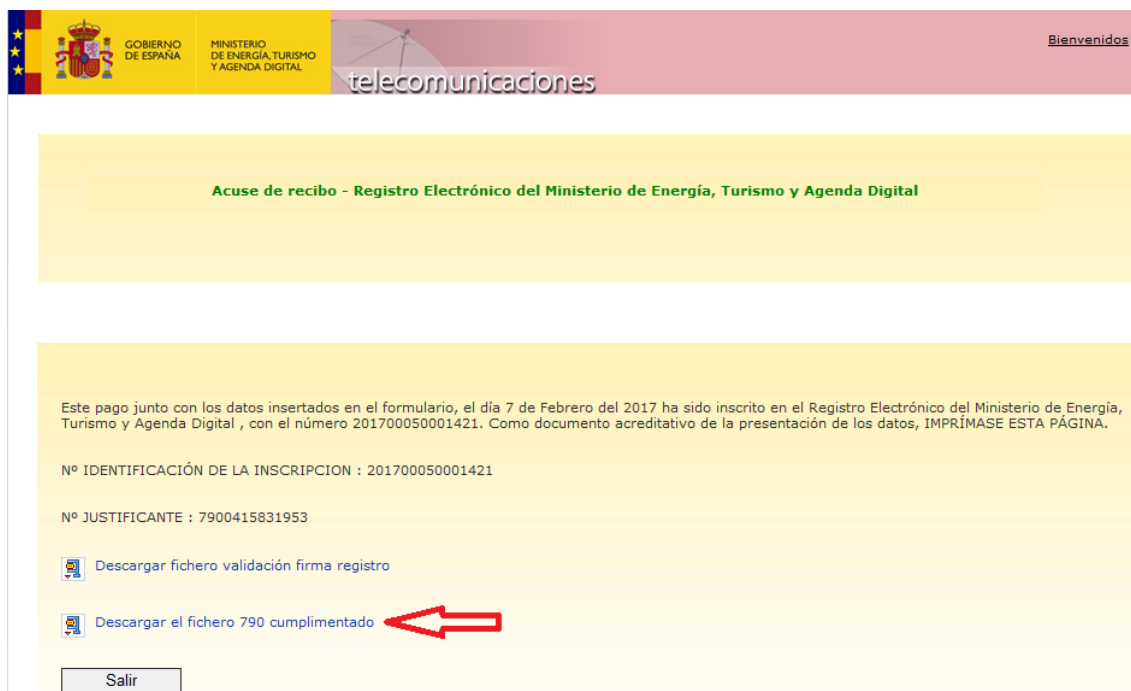 GOBIERNO
DE ESPAÑA
MINISTERIO
DE ENERGÍA, TURISMO
Y AGENDA DIGITAL
telecomunicaciones
Bienvenidos
Acuse de recibo - Registro Electrónico del Ministerio de Energía, Turismo y Agenda Digital
Este pago junto con los datos insertados en el formulario, el día 7 de Febrero del 2017 ha sido inscrito en el Registro Electrónico del Ministerio de Energía,
Turismo y Agenda Digital , con el número 201700050001421. Como documento acreditativo de la presentación de los datos, IMPRÍMASE ESTA PÁGINA.
Nº IDENTIFICACIÓN DE LA INSCRIPCION : 201700050001421
Nº JUSTIFICANTE : 7900415831953
Descargar fichero validación firma registro
Descargar el fichero 790 cumplimentado
Salir